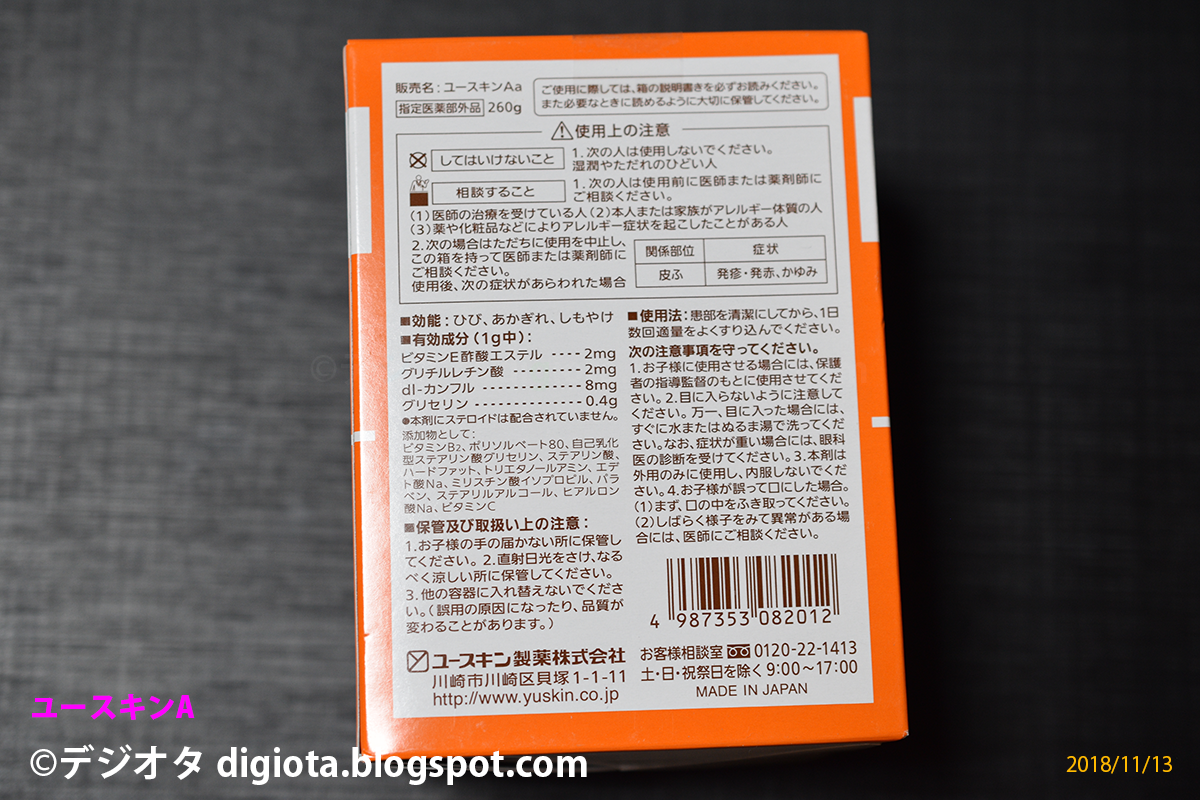 販売名:ユースキンAa
指定医薬部外品 260g
ご使用に際しては、箱の説明書きを必ずお読みください。
また必要なときに読めるように大切に保管してください。
使用上の注意
してはいけないこと
1.次の人は使用しないでください。
湿潤やただれのひどい人
相談すること
1.次の人は使用前に医師または薬剤師に
ご相談ください。
(1)医師の治療を受けている人(2)本人または家族がアレルギー体質の人
(3)薬や化粧品などによりアレルギー症状を起こしたことがある人
2.次の場合はただちに使用を中止し、
この箱を持って医師または薬剤師に
ご相談ください。
使用後、次の症状があらわれた場合
関係部位 症状
皮ふ 発疹・発赤、かゆみ
■効能:ひび、あかぎれ、しもやけ
■有効成分(1g中):
ビタミンE酢酸エステル ---- 2mg
グリチルレチン酸 --------- 2mg
dl-カンフル ------------- 8mg
グリセリン -------------- 0.4g
●本剤にステロイドは配合されていません。
添加物として:
ビタミンB2、ポリソルベート80、自己乳化
型ステアリン酸グリセリン、ステアリン酸、
ハードファット、トリエタノールアミン、エデ
ト酸Na、ミリスチン酸イソプロピル、パラ
ベン、ステアリルアルコール、ヒアルロン
酸Na、ビタミンC
■保管及び取扱い上の注意:
1.お子様の手の届かない所に保管し
てください。2.直射日光をさけ、なる
べく涼しい所に保管してください。
3.他の容器に入れ替えないでくださ
い。(誤用の原因になったり、品質が
変わることがあります。)
■使用法:患部を清潔にしてから、1日
数回適量をよくすり込んでください。
次の注意事項を守ってください。
1.お子様に使用させる場合には、保護
者の指導監督のもとに使用させてくだ
さい。2.目に入らないように注意して
ください。万一、目に入った場合には、
すぐに水またはぬるま湯で洗ってくだ
さい。なお、症状が重い場合には、眼科
医の診断を受けてください。3.本剤は
外用のみに使用し、内服しないでくだ
さい。4.お子様が誤って口にした場合。
(1)まず、口の中をふき取ってください。
(2)しばらく様子をみて異常がある場
合には、医師にご相談ください。
4 987353 082012
ユースキン製薬株式会社
川崎市川崎区貝塚1-1-11
http://www.yuskin.co.jp
お客様相談室 0120-22-1413
土・日・祝祭日を除く 9:00〜17:00
MADE IN JAPAN
ユースキンA
©デジオタ digiota.blogspot.com
2018/11/13